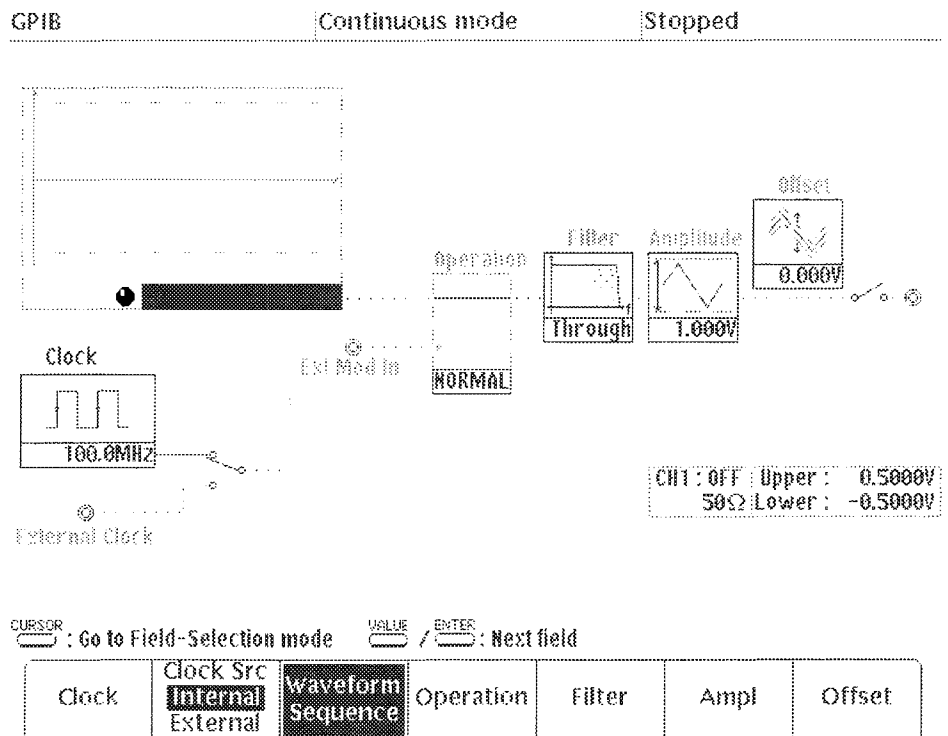 GPIB Continuous mode Stopped
Offset
0.000V
Operation Filter Amplitude
Through 1.000V
Ext Mod In
NORMAL
Clock
100.0MHz
External Clock
CH1 : OFF Upper : 0.5000V
50Ω Lower : -0.5000V
CURSOR : Go to Field-Selection mode VALUE / ENTER : Next field
Clock
Clock Src
Internal
External
Waveform
Sequence
Operation
Filter
Ampl
Offset